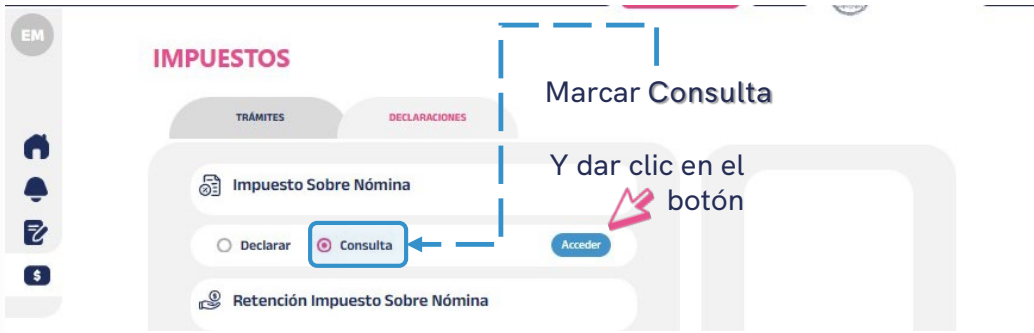 EM
IMPUESTOS
TRÁMITES
DECLARACIONES
Marcar Consulta
Y dar clic en el
botón
Impuesto Sobre Nómina
Declarar
Consulta
Acceder
$
Retención Impuesto Sobre Nómina